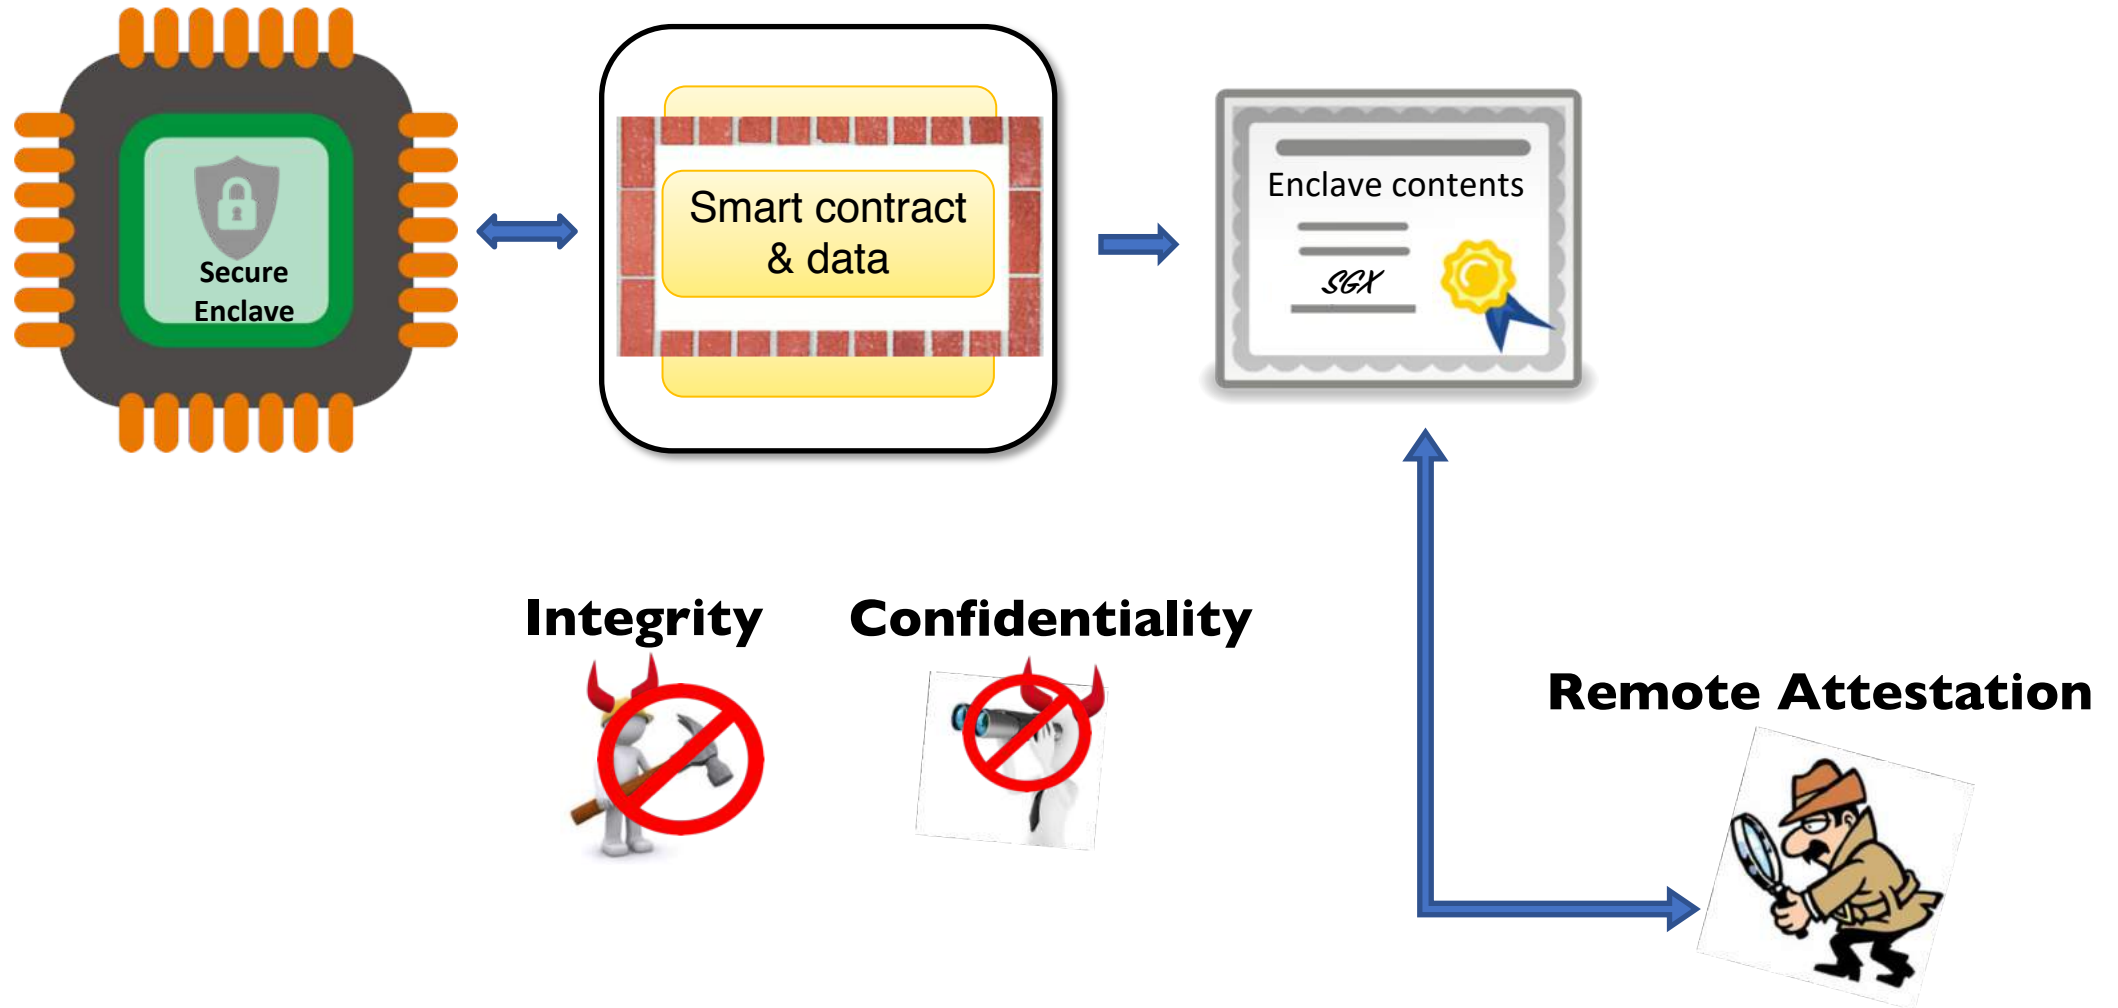 Secure
Enclave
Smart contract
& data
Enclave contents
SGX
Integrity
Confidentiality
Remote Attestation